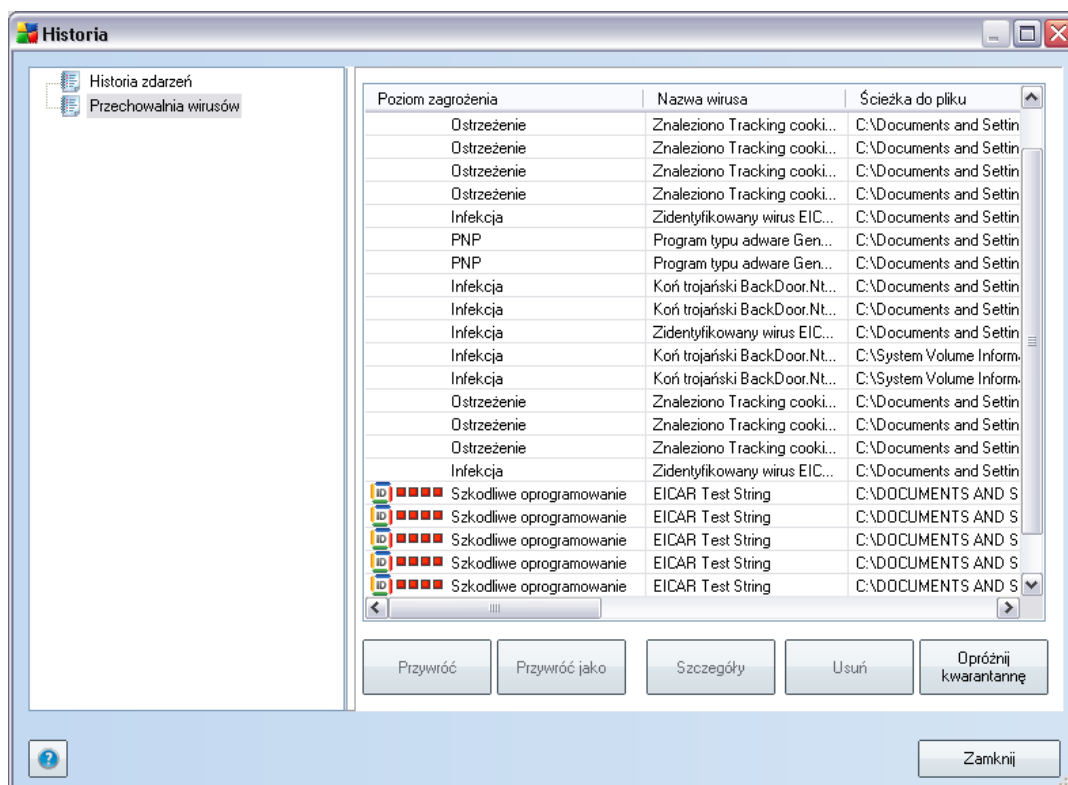 Historia
Historia zdarzeń
Przechowalnia wirusów
Poziom zagrożenia Nazwa wirusa Ścieżka do pliku
Ostrzeżenie Znaleziono Tracking cooki... C:\Documents and Settin
Ostrzeżenie Znaleziono Tracking cooki... C:\Documents and Settin
Ostrzeżenie Znaleziono Tracking cooki... C:\Documents and Settin
Ostrzeżenie Znaleziono Tracking cooki... C:\Documents and Settin
Infekcja Zidentyfikowany wirus EIC... C:\Documents and Settin
PNP Program typu adware Gen... C:\Documents and Settin
PNP Program typu adware Gen... C:\Documents and Settin
Infekcja Koń trojański BackDoor.Nt... C:\Documents and Settin
Infekcja Koń trojański BackDoor.Nt... C:\Documents and Settin
Infekcja Zidentyfikowany wirus EIC... C:\Documents and Settin
Infekcja Koń trojański BackDoor.Nt... C:\System Volume Inform
Infekcja Koń trojański BackDoor.Nt... C:\System Volume Inform
Ostrzeżenie Znaleziono Tracking cooki... C:\Documents and Settin
Ostrzeżenie Znaleziono Tracking cooki... C:\Documents and Settin
Ostrzeżenie Znaleziono Tracking cooki... C:\Documents and Settin
Infekcja Zidentyfikowany wirus EIC... C:\Documents and Settin
ID Szkodliwe oprogramowanie EICAR Test String C:\DOCUMENTS AND S
ID Szkodliwe oprogramowanie EICAR Test String C:\DOCUMENTS AND S
ID Szkodliwe oprogramowanie EICAR Test String C:\DOCUMENTS AND S
ID Szkodliwe oprogramowanie EICAR Test String C:\DOCUMENTS AND S
ID Szkodliwe oprogramowanie EICAR Test String C:\DOCUMENTS AND S
Przywróć Przywróć jako Szczegóły Usuń Opróżnij
kwarantannę
? Zamknij